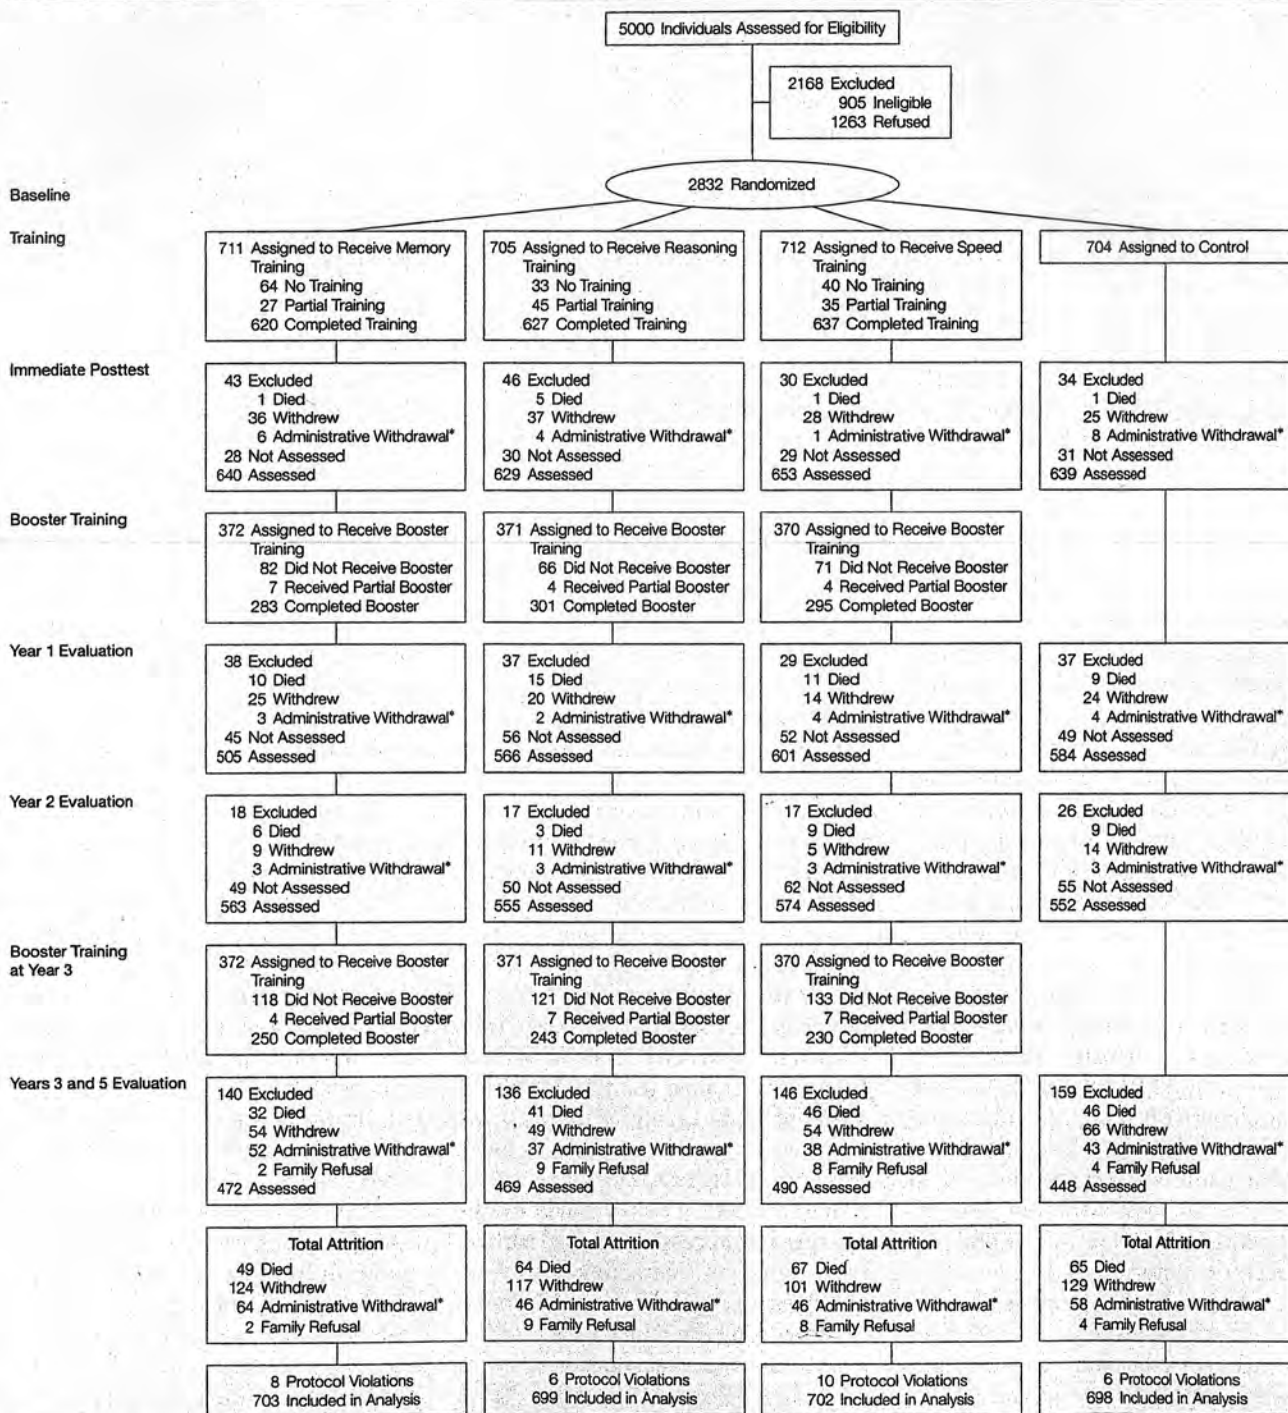 5000 Individuals Assessed for Eligibility
2168 Excluded
905 Ineligible
1263 Refused
Baseline
2832 Randomized
Training
711 Assigned to Receive Memory
Training
64 No Training
27 Partial Training
620 Completed Training
705 Assigned to Receive Reasoning
Training
33 No Training
45 Partial Training
627 Completed Training
712 Assigned to Receive Speed
Training
40 No Training
35 Partial Training
637 Completed Training
704 Assigned to Control
Immediate Posttest
43 Excluded
1 Died
36 Withdrew
6 Administrative Withdrawal*
28 Not Assessed
640 Assessed
46 Excluded
5 Died
37 Withdrew
4 Administrative Withdrawal*
30 Not Assessed
629 Assessed
30 Excluded
1 Died
28 Withdrew
1 Administrative Withdrawal*
29 Not Assessed
653 Assessed
34 Excluded
1 Died
25 Withdrew
8 Administrative Withdrawal*
31 Not Assessed
639 Assessed
Booster Training
372 Assigned to Receive Booster
Training
82 Did Not Receive Booster
7 Received Partial Booster
283 Completed Booster
371 Assigned to Receive Booster
Training
66 Did Not Receive Booster
4 Received Partial Booster
301 Completed Booster
370 Assigned to Receive Booster
Training
71 Did Not Receive Booster
4 Received Partial Booster
295 Completed Booster
Year 1 Evaluation
38 Excluded
10 Died
25 Withdrew
3 Administrative Withdrawal*
45 Not Assessed
505 Assessed
37 Excluded
15 Died
20 Withdrew
2 Administrative Withdrawal*
56 Not Assessed
566 Assessed
29 Excluded
11 Died
14 Withdrew
4 Administrative Withdrawal*
52 Not Assessed
601 Assessed
37 Excluded
9 Died
24 Withdrew
4 Administrative Withdrawal*
49 Not Assessed
584 Assessed
Year 2 Evaluation
18 Excluded
6 Died
9 Withdrew
3 Administrative Withdrawal*
49 Not Assessed
563 Assessed
17 Excluded
3 Died
11 Withdrew
3 Administrative Withdrawal*
50 Not Assessed
555 Assessed
17 Excluded
9 Died
5 Withdrew
3 Administrative Withdrawal*
62 Not Assessed
574 Assessed
26 Excluded
9 Died
14 Withdrew
3 Administrative Withdrawal*
55 Not Assessed
552 Assessed
Booster Training
at Year 3
372 Assigned to Receive Booster
Training
118 Did Not Receive Booster
4 Received Partial Booster
250 Completed Booster
371 Assigned to Receive Booster
Training
121 Did Not Receive Booster
7 Received Partial Booster
243 Completed Booster
370 Assigned to Receive Booster
Training
133 Did Not Receive Booster
7 Received Partial Booster
230 Completed Booster
Years 3 and 5 Evaluation
140 Excluded
32 Died
54 Withdrew
52 Administrative Withdrawal*
2 Family Refusal
472 Assessed
136 Excluded
41 Died
49 Withdrew
37 Administrative Withdrawal*
9 Family Refusal
469 Assessed
146 Excluded
46 Died
54 Withdrew
38 Administrative Withdrawal*
8 Family Refusal
490 Assessed
159 Excluded
46 Died
66 Withdrew
43 Administrative Withdrawal*
4 Family Refusal
448 Assessed
Total Attrition
49 Died
124 Withdrew
64 Administrative Withdrawal*
2 Family Refusal
Total Attrition
64 Died
117 Withdrew
46 Administrative Withdrawal*
9 Family Refusal
Total Attrition
67 Died
101 Withdrew
46 Administrative Withdrawal*
8 Family Refusal
Total Attrition
65 Died
129 Withdrew
58 Administrative Withdrawal*
4 Family Refusal
8 Protocol Violations
703 Included in Analysis
6 Protocol Violations
699 Included in Analysis
10 Protocol Violations
702 Included in Analysis
6 Protocol Violations
698 Included in Analysis